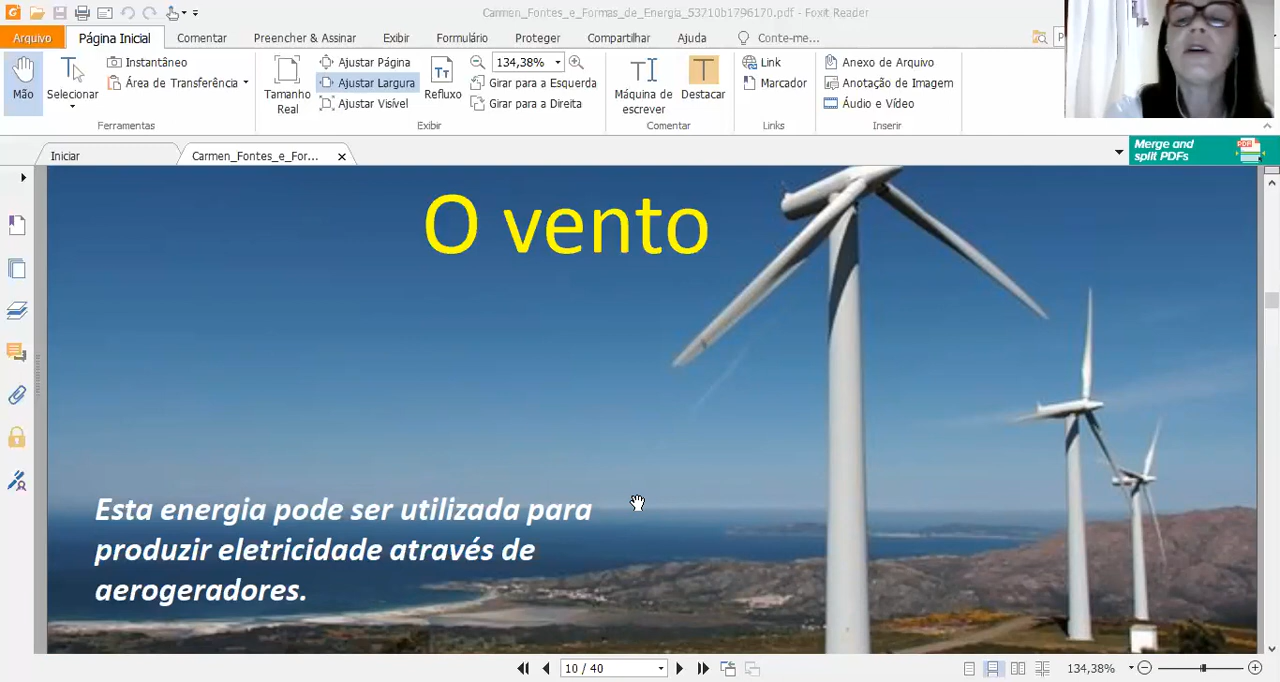 Carmen_Fontes_e_Formas_de_Energia_53710b1796170.pdf - Foxit Reader
Arquivo Página Inicial Comentar Preencher & Assinar Exibir Formulário Proteger Compartilhar Ajuda Conte-me...
Mão
Selecionar
Instantâneo
Área de Transferência
Ferramentas
Tamanho
Real
Ajustar Página
Ajustar Largura
Ajustar Visível
Refluxo
134,38%
Girar para a Esquerda
Girar para a Direita
Exibir
Máquina de
escrever
Destacar
Comentar
Link
Marcador
Links
Anexo de Arquivo
Anotação de Imagem
Áudio e Vídeo
Inserir
Iniciar
Carmen_Fontes_e_For...
Merge and
split PDFs
O vento
Esta energia pode ser utilizada para
produzir eletricidade através de
aerogeradores.
10 / 40
134,38%